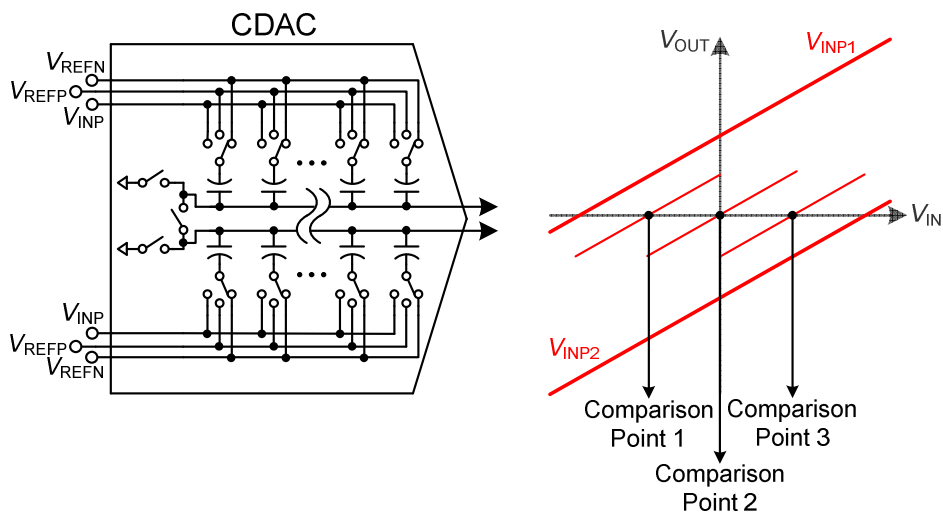 CDAC
VREFN
VREFP
VINP
VINP
VREFP
VREFN
VOUT
VINP1
VIN
VINP2
Comparison
Point 1
Comparison
Point 3
Comparison
Point 2